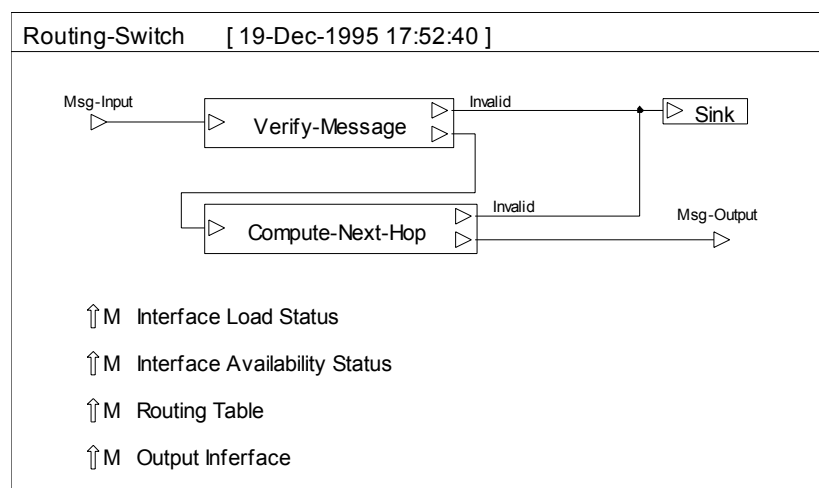 Routing-Switch [ 19-Dec-1995 17:52:40 ]
Msg-Input
Invalid
Verify-Message
Sink
Invalid
Msg-Output
Compute-Next-Hop
⇧M Interface Load Status
⇧M Interface Availability Status
⇧M Routing Table
⇧M Output Inferface